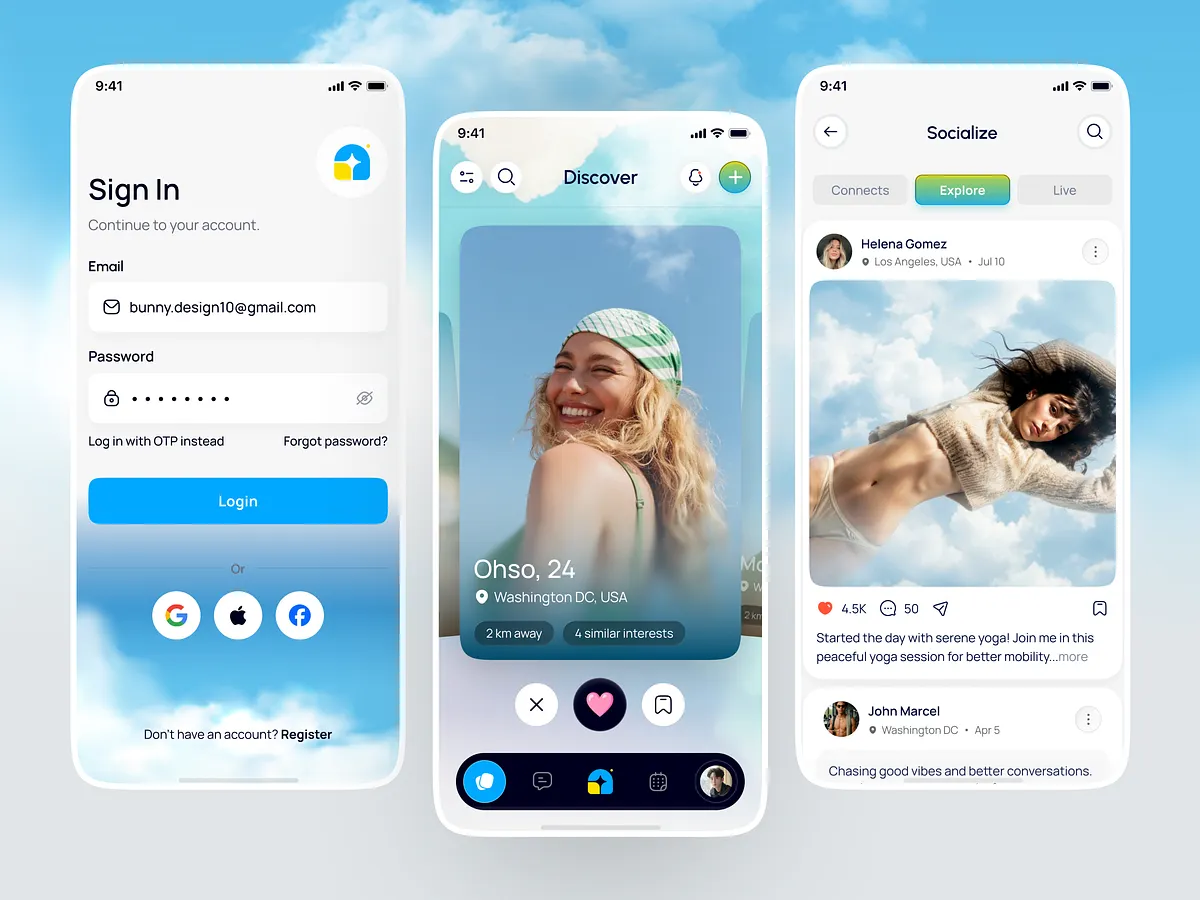 9:41
Sign In
Continue to your account.
Email
bunny.design10@gmail.com
Password
Log in with OTP instead
Forgot password?
Login
Or
Don't have an account? Register
9:41
Discover
Ohso, 24
Washington DC, USA
2 km away
4 similar interests
Mo
W
2 km
9:41
Socialize
Connects
Explore
Live
Helena Gomez
Los Angeles, USA • Jul 10
4.5K
50
Started the day with serene yoga! Join me in this
peaceful yoga session for better mobility...more
John Marcel
Washington DC • Apr 5
Chasing good vibes and better conversations.